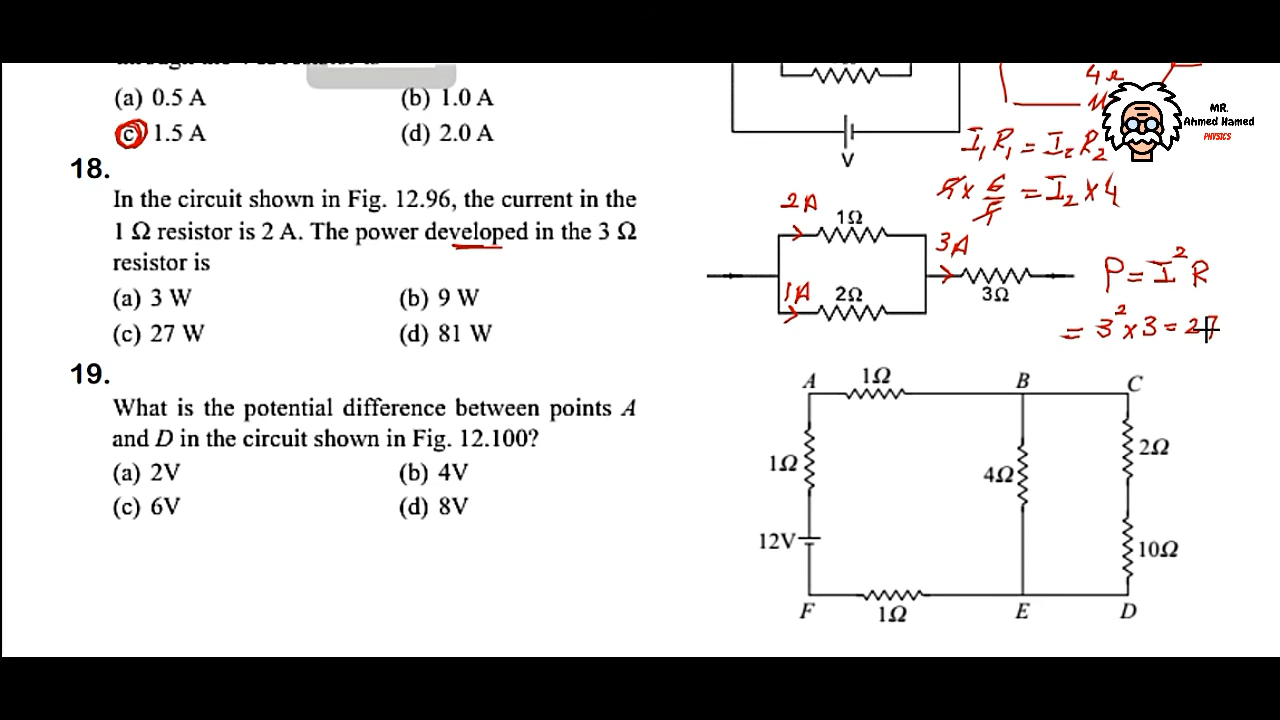 (a) 0.5 A
(b) 1.0 A
(c) 1.5 A
(d) 2.0 A
V
4Ω
I₁R₁ = I₂R₂
MR.
Ahmed Hamed
PHYSICS
18.
In the circuit shown in Fig. 12.96, the current in the
1 Ω resistor is 2 A. The power developed in the 3 Ω
resistor is
(a) 3 W
(b) 9 W
(c) 27 W
(d) 81 W
5 × 6/5 = I₂ × 4
2A
1Ω
3A
1A
2Ω
3Ω
P = I²R
= 3² × 3 = 27
19.
What is the potential difference between points A
and D in the circuit shown in Fig. 12.100?
(a) 2V
(b) 4V
(c) 6V
(d) 8V
A
1Ω
B
C
1Ω
4Ω
2Ω
12V
10Ω
F
1Ω
E
D